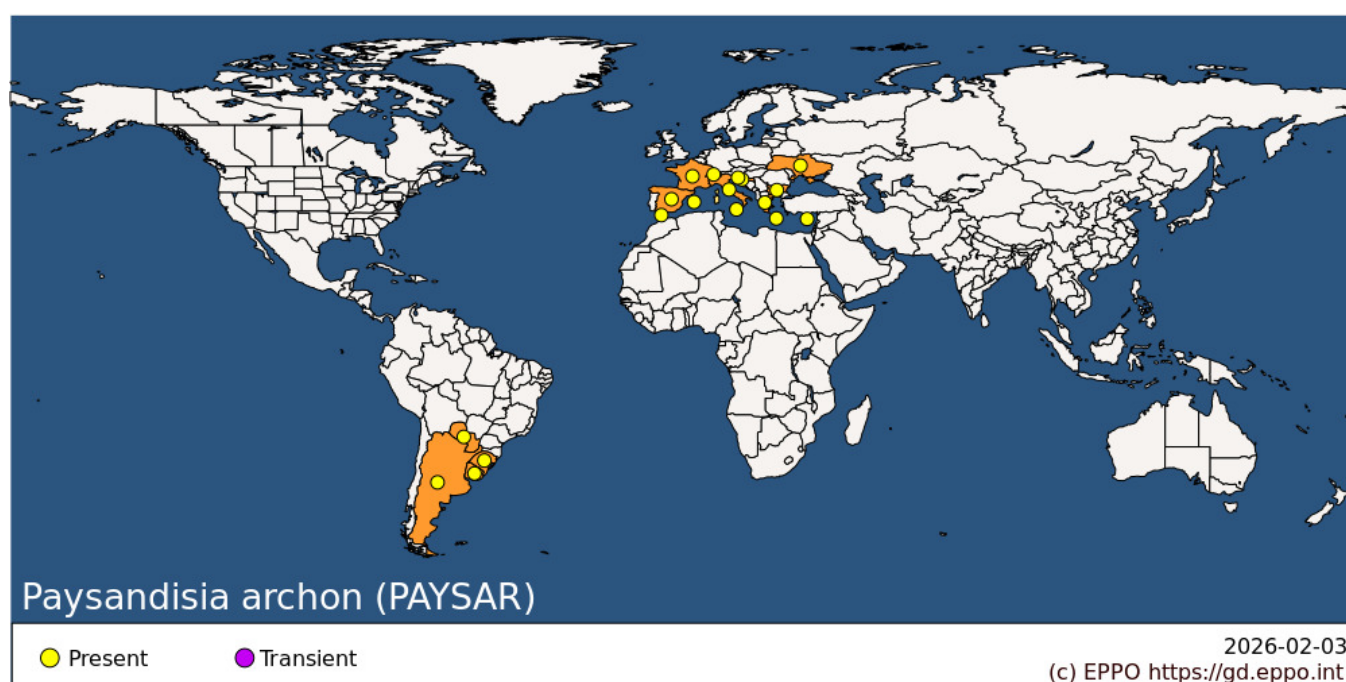 Paysandisia archon (PAYSAR)
Present
Transient
2026-02-03
(c) EPPO https://gd.eppo.int